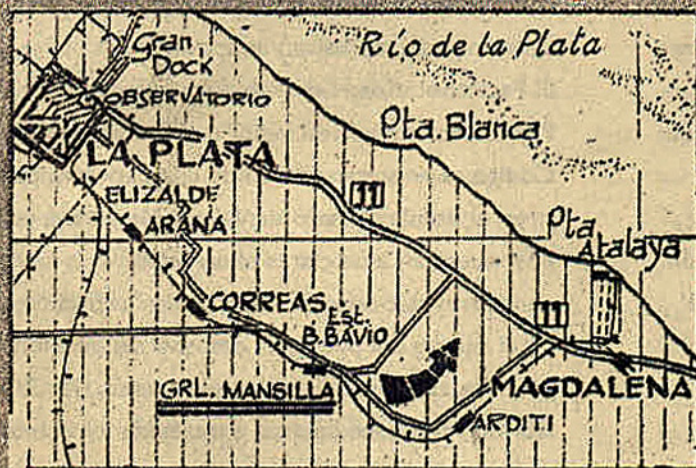 Gran
Dock
Río de la Plata
OBSERVATORIO
Pta. Blanca
LA PLATA
ELIZALDE
11
ARANA
Pta
Atalaya
CORREAS
Est.
B. BAVIO
11
GRL. MANSILLA
MAGDALENA
ARDITI